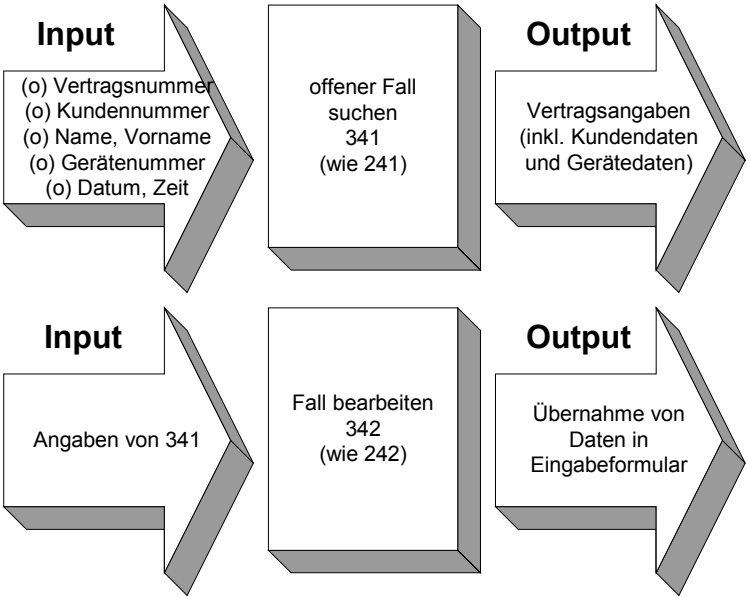 Input
(o) Vertragsnummer
(o) Kundennummer
(o) Name, Vorname
(o) Gerätenummer
(o) Datum, Zeit
offener Fall
suchen
341
(wie 241)
Output
Vertragsangaben
(inkl. Kundendaten
und Gerätedaten)
Input
Angaben von 341
Fall bearbeiten
342
(wie 242)
Output
Übernahme von
Daten in
Eingabeformular